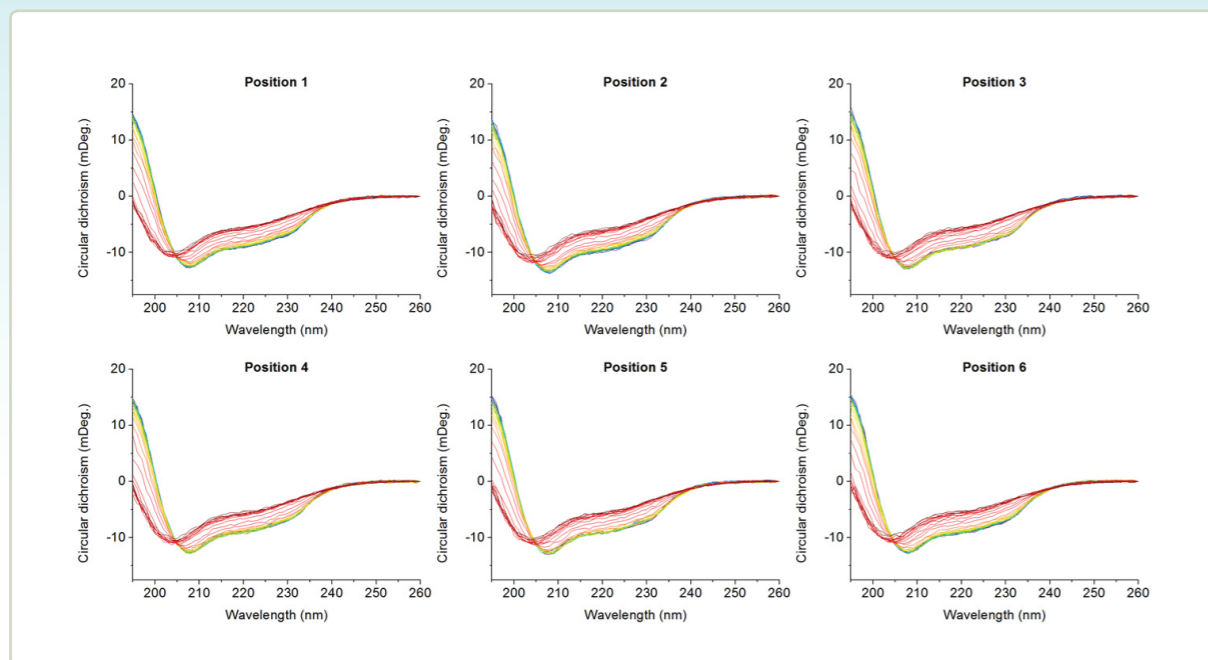 Position 1
Position 2
Position 3
20
10
0
-10
Circular dichroism (mDeg.)
200 210 220 230 240 250 260
Wavelength (nm)
20
10
0
-10
Circular dichroism (mDeg.)
200 210 220 230 240 250 260
Wavelength (nm)
20
10
0
-10
Circular dichroism (mDeg.)
200 210 220 230 240 250 260
Wavelength (nm)
Position 4
Position 5
Position 6
20
10
0
-10
Circular dichroism (mDeg.)
200 210 220 230 240 250 260
Wavelength (nm)
20
10
0
-10
Circular dichroism (mDeg.)
200 210 220 230 240 250 260
Wavelength (nm)
20
10
0
-10
Circular dichroism (mDeg.)
200 210 220 230 240 250 260
Wavelength (nm)